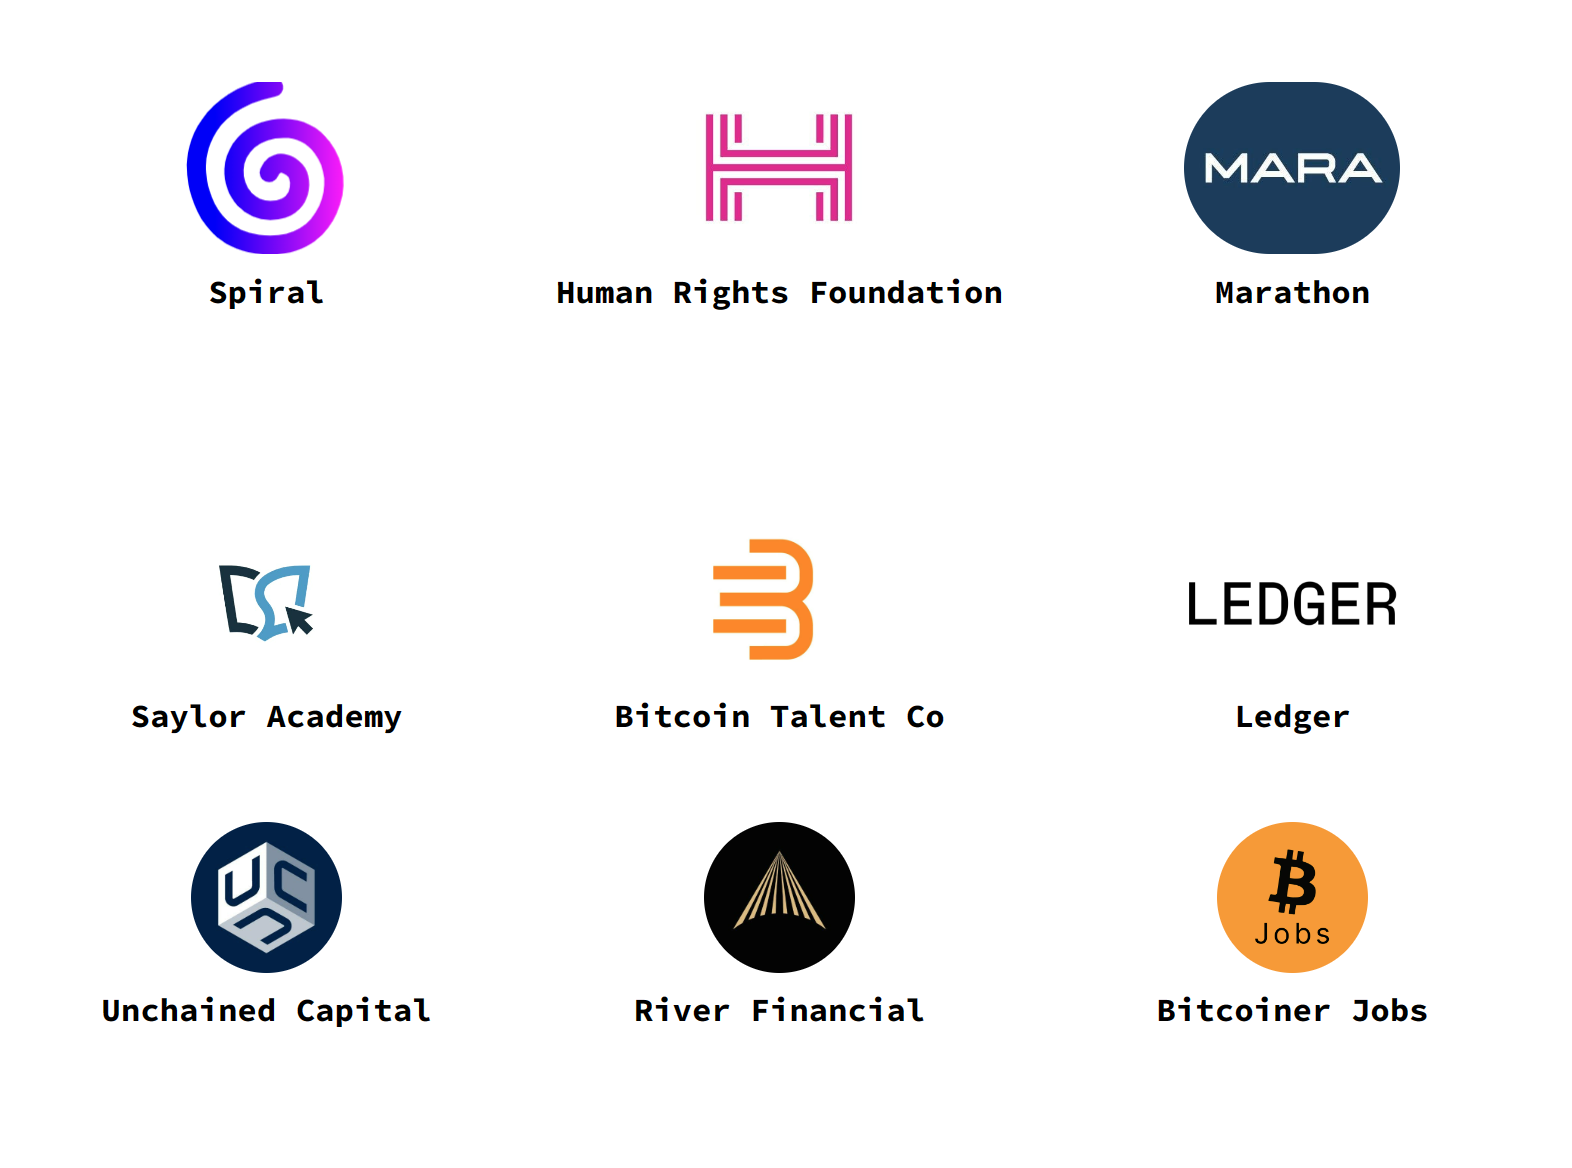 MARA
Spiral
Human Rights Foundation
Marathon
LEDGER
Saylor Academy
Bitcoin Talent Co
Ledger
UCC
Jobs
Unchained Capital
River Financial
Bitcoiner Jobs